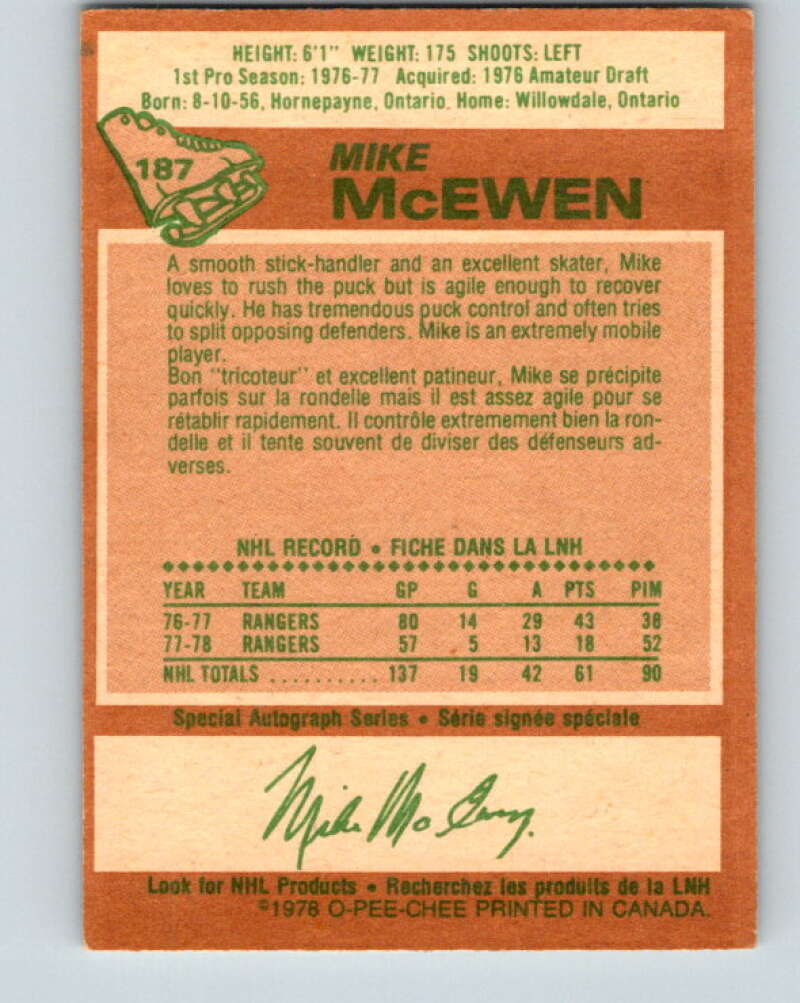 HEIGHT: 6'1" WEIGHT: 175 SHOOTS: LEFT
1st Pro Season: 1976-77 Acquired: 1976 Amateur Draft
Born: 8-10-56, Hornepayne, Ontario. Home: Willowdale, Ontario
187
MIKE
McEWEN
A smooth stick-handler and an excellent skater, Mike
loves to rush the puck but is agile enough to recover
quickly. He has tremendous puck control and often tries
to split opposing defenders. Mike is an extremely mobile
player.
Bon "tricoteur" et excellent patineur, Mike se précipite
parfois sur la rondelle mais il est assez agile pour se
rétablir rapidement. Il contrôle extremement bien la ron-
delle et il tente souvent de diviser des défenseurs ad-
verses.
NHL RECORD • FICHE DANS LA LNH
YEAR TEAM GP G A PTS PIM
76-77 RANGERS 80 14 29 43 38
77-78 RANGERS 57 5 13 18 52
NHL TOTALS .......... 137 19 42 61 90
Special Autograph Series • Série signée spéciale
Mike McEwen
Look for NHL Products • Recherchez les produits de la LNH
©1978 O-PEE-CHEE PRINTED IN CANADA.